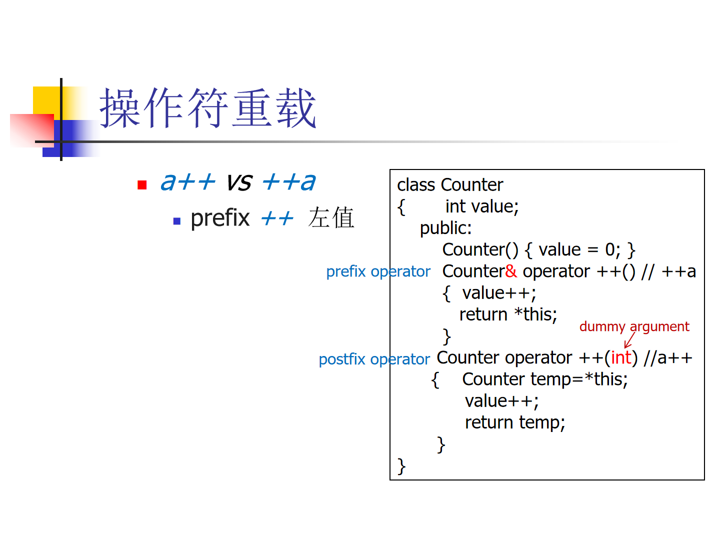 操作符重载
a++ vs ++a
prefix ++ 左值
class Counter
{ int value;
public:
Counter() { value = 0; }
prefix operator Counter& operator ++() // ++a
{ value++;
return *this;
dummy argument
}
postfix operator Counter operator ++(int) //a++
{ Counter temp=*this;
value++;
return temp;
}
}